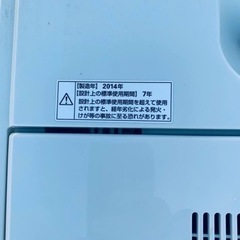 【製造年】2014年
【設計上の標準使用期間】7年
設計上の標準使用期間を超えて使用
されますと、経年劣化による発火・
けが等の事故に至る恐れがあります。